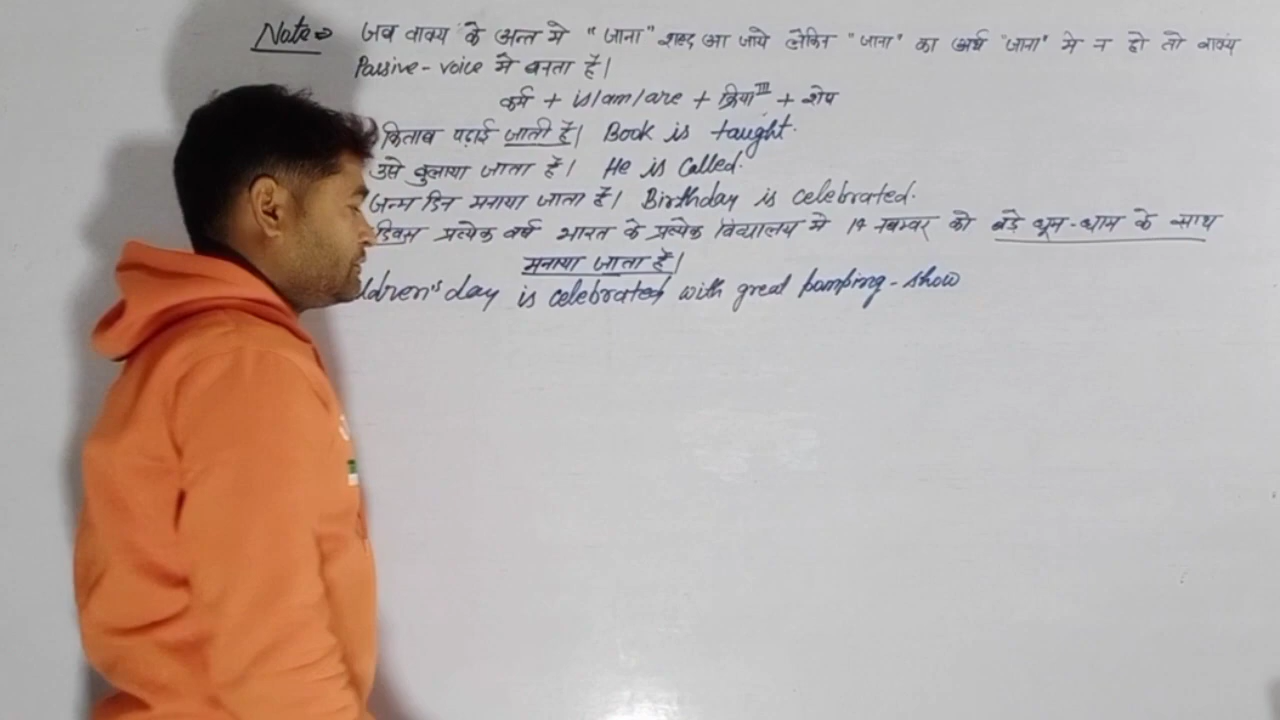 Note⇒ जब वाक्य के अन्त मे "जाना" शब्द आ जाये लेकिन "जाना" का अर्थ "जाना" मे न हो तो वाक्य
Passive-voice मे बनता है।
कर्म + is/am/are + क्रिया III + शेष
किताब पढ़ाई जाती है। Book is taught.
उसे बुलाया जाता है। He is Called.
जन्म दिन मनाया जाता है। Birthday is celebrated.
दिवस प्रत्येक वर्ष भारत के प्रत्येक विद्यालय मे 14 नवम्वर को बड़े धूम-धाम के साथ
मनाया जाता है।
ldren's day is celebrated with great pomping-show